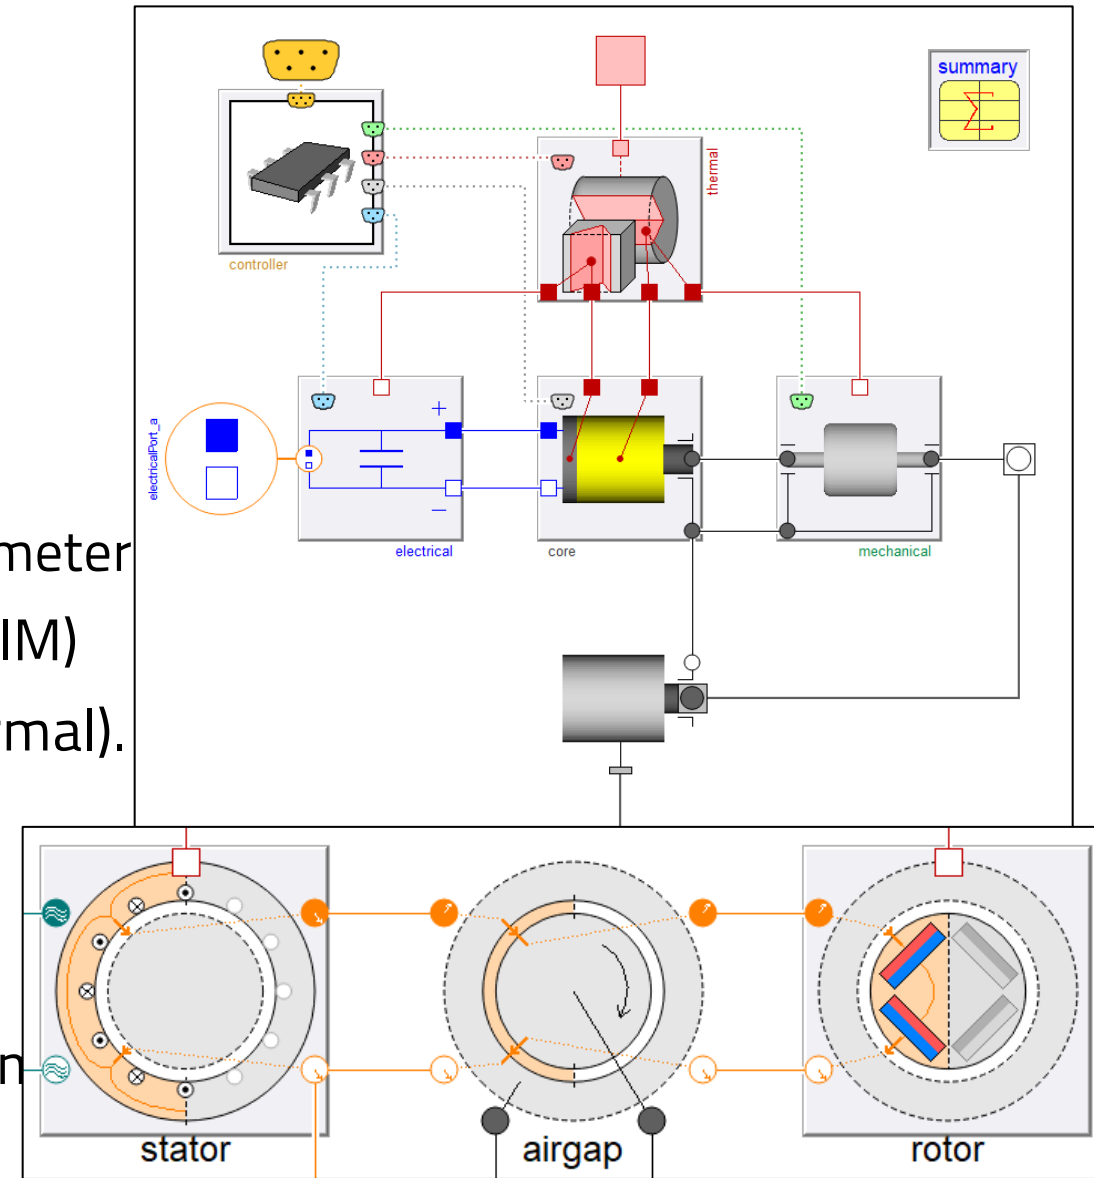 summary
thermal
controller
electricalPort_a
+
−
electrical
core
mechanical
meter
IM)
rmal).
n
stator
airgap
rotor